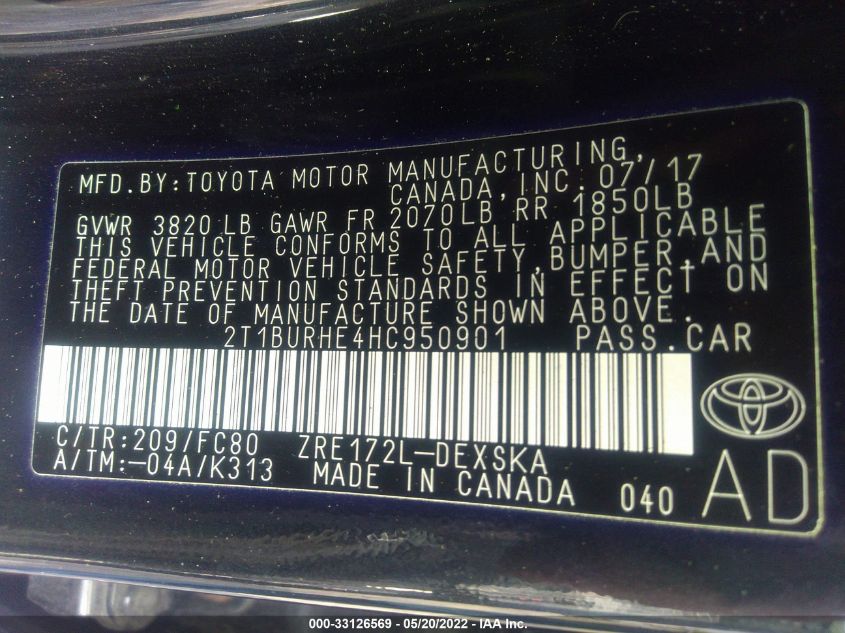 MFD.BY:TOYOTA MOTOR MANUFACTURING,
CANADA,INC. 07/17
GVWR 3820LB GAWR FR 2070LB RR 1850LB
THIS VEHICLE CONFORMS TO ALL APPLICABLE
FEDERAL MOTOR VEHICLE SAFETY,BUMPER,AND
THEFT PREVENTION STANDARDS IN EFFECT ON
THE DATE OF MANUFACTURE SHOWN ABOVE.
2T1BURHE4HC950901 PASS.CAR
C/TR:209/FC80 ZRE172L-DEXSKA
A/TM:-04A/K313 MADE IN CANADA 040 AD
000-33126569 - 05/20/2022 - IAA Inc.